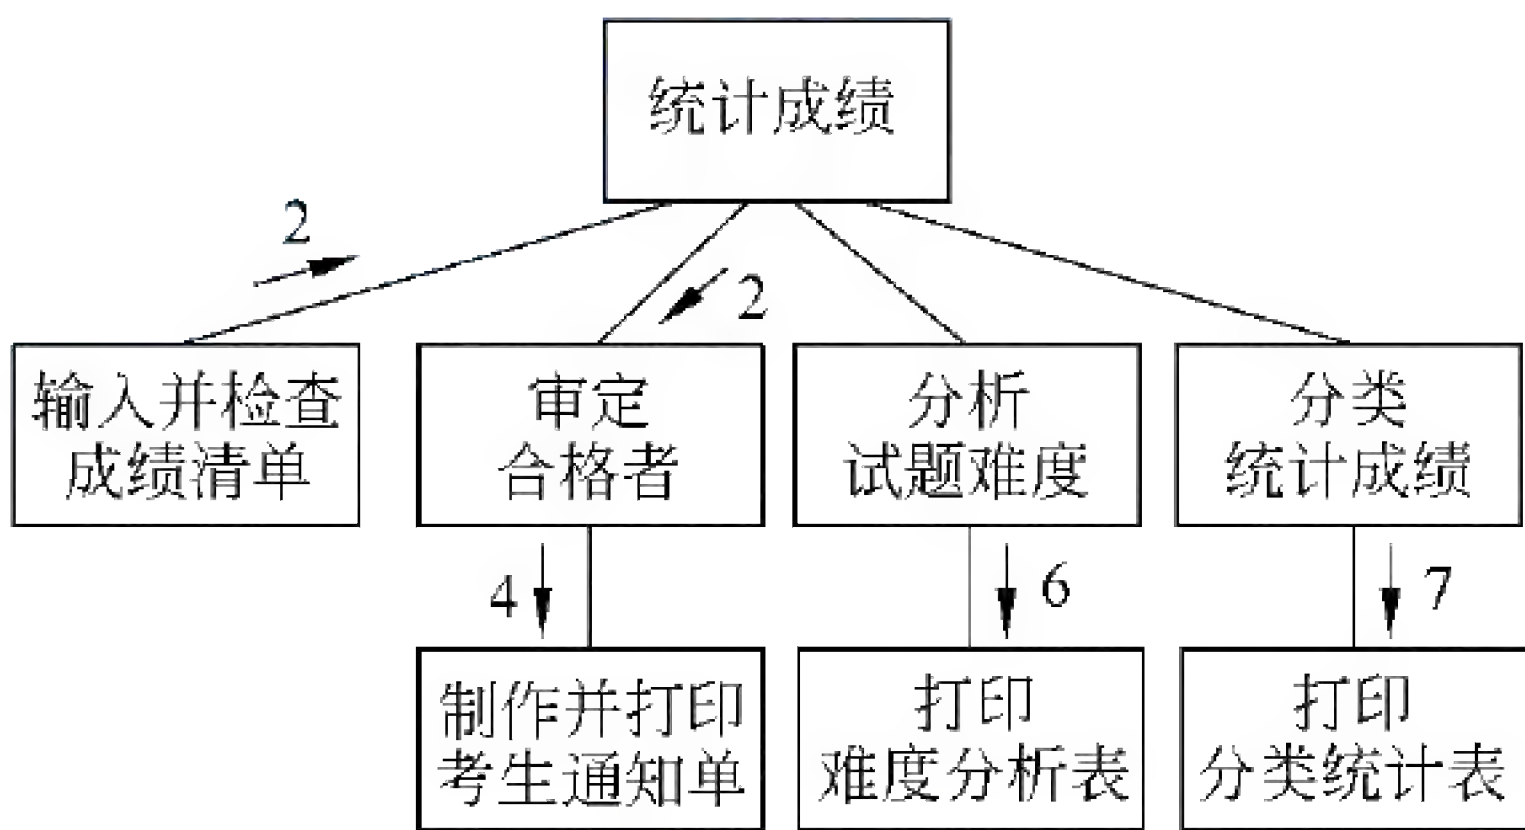 统计成绩
2
2
输入并检查
成绩清单
审定
合格者
分析
试题难度
分类
统计成绩
4
6
7
制作并打印
考生通知单
打印
难度分析表
打印
分类统计表